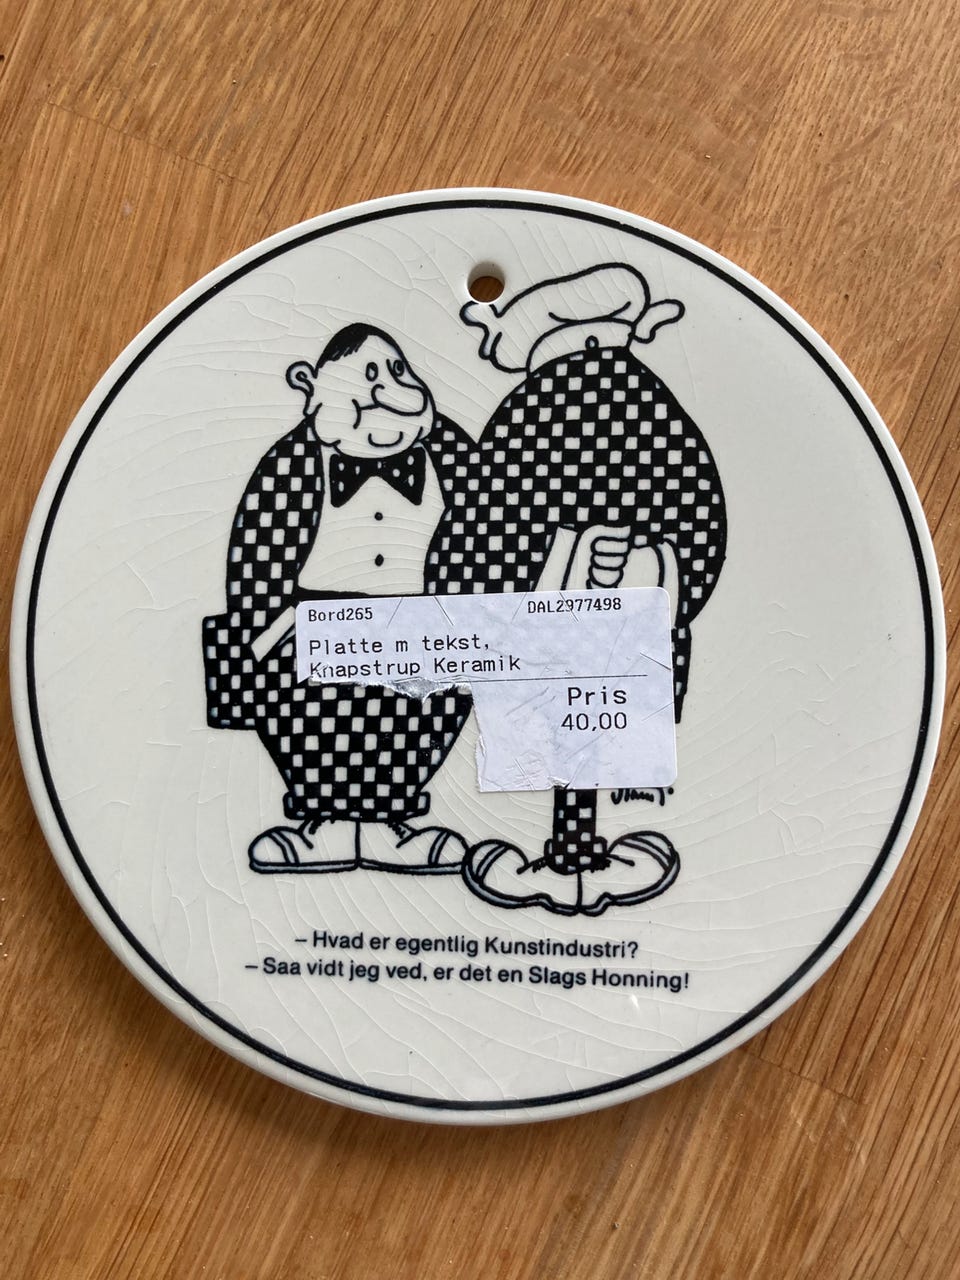 Bord265 DAL2977498
Platte m tekst,
Knapstrup Keramik
Pris
40,00
– Hvad er egentlig Kunstindustri?
– Saa vidt jeg ved, er det en Slags Honning!